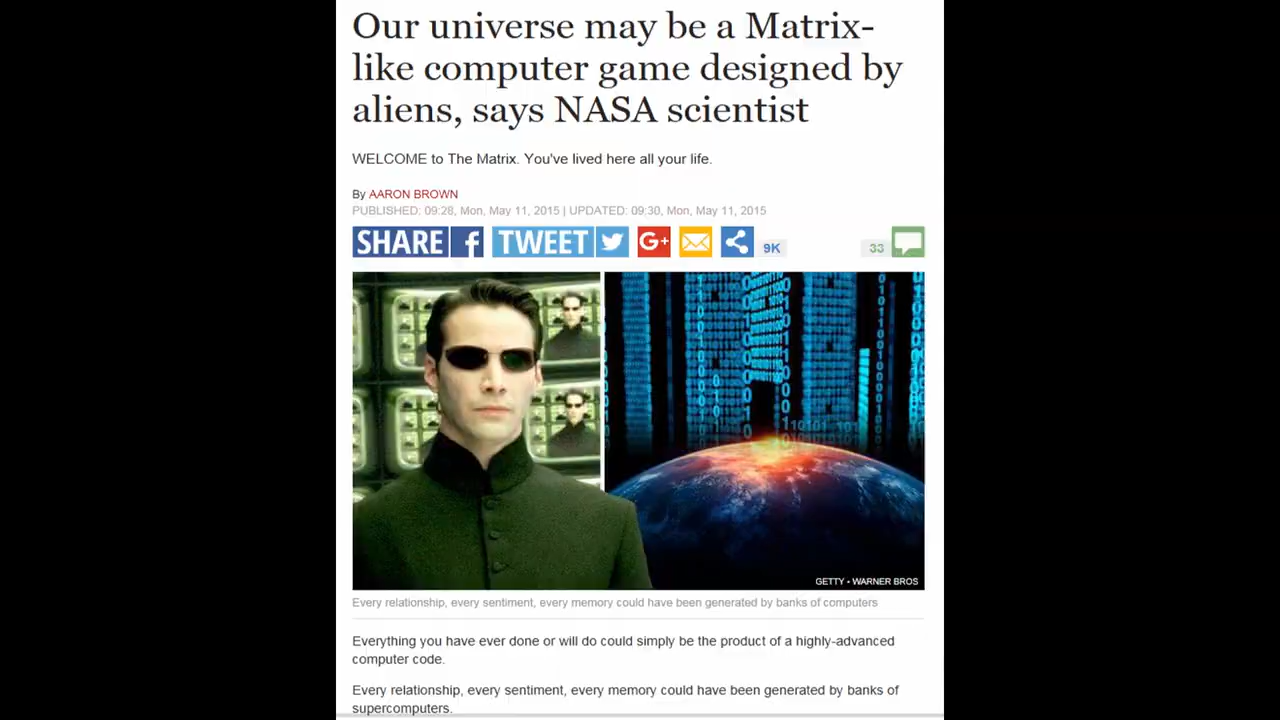 Our universe may be a Matrix-
like computer game designed by
aliens, says NASA scientist
WELCOME to The Matrix. You've lived here all your life.
By AARON BROWN
PUBLISHED: 09:28, Mon, May 11, 2015 | UPDATED: 09:30, Mon, May 11, 2015
SHARE f TWEET G+ 9K 33
GETTY • WARNER BROS
Every relationship, every sentiment, every memory could have been generated by banks of computers
Everything you have ever done or will do could simply be the product of a highly-advanced
computer code.
Every relationship, every sentiment, every memory could have been generated by banks of
supercomputers.